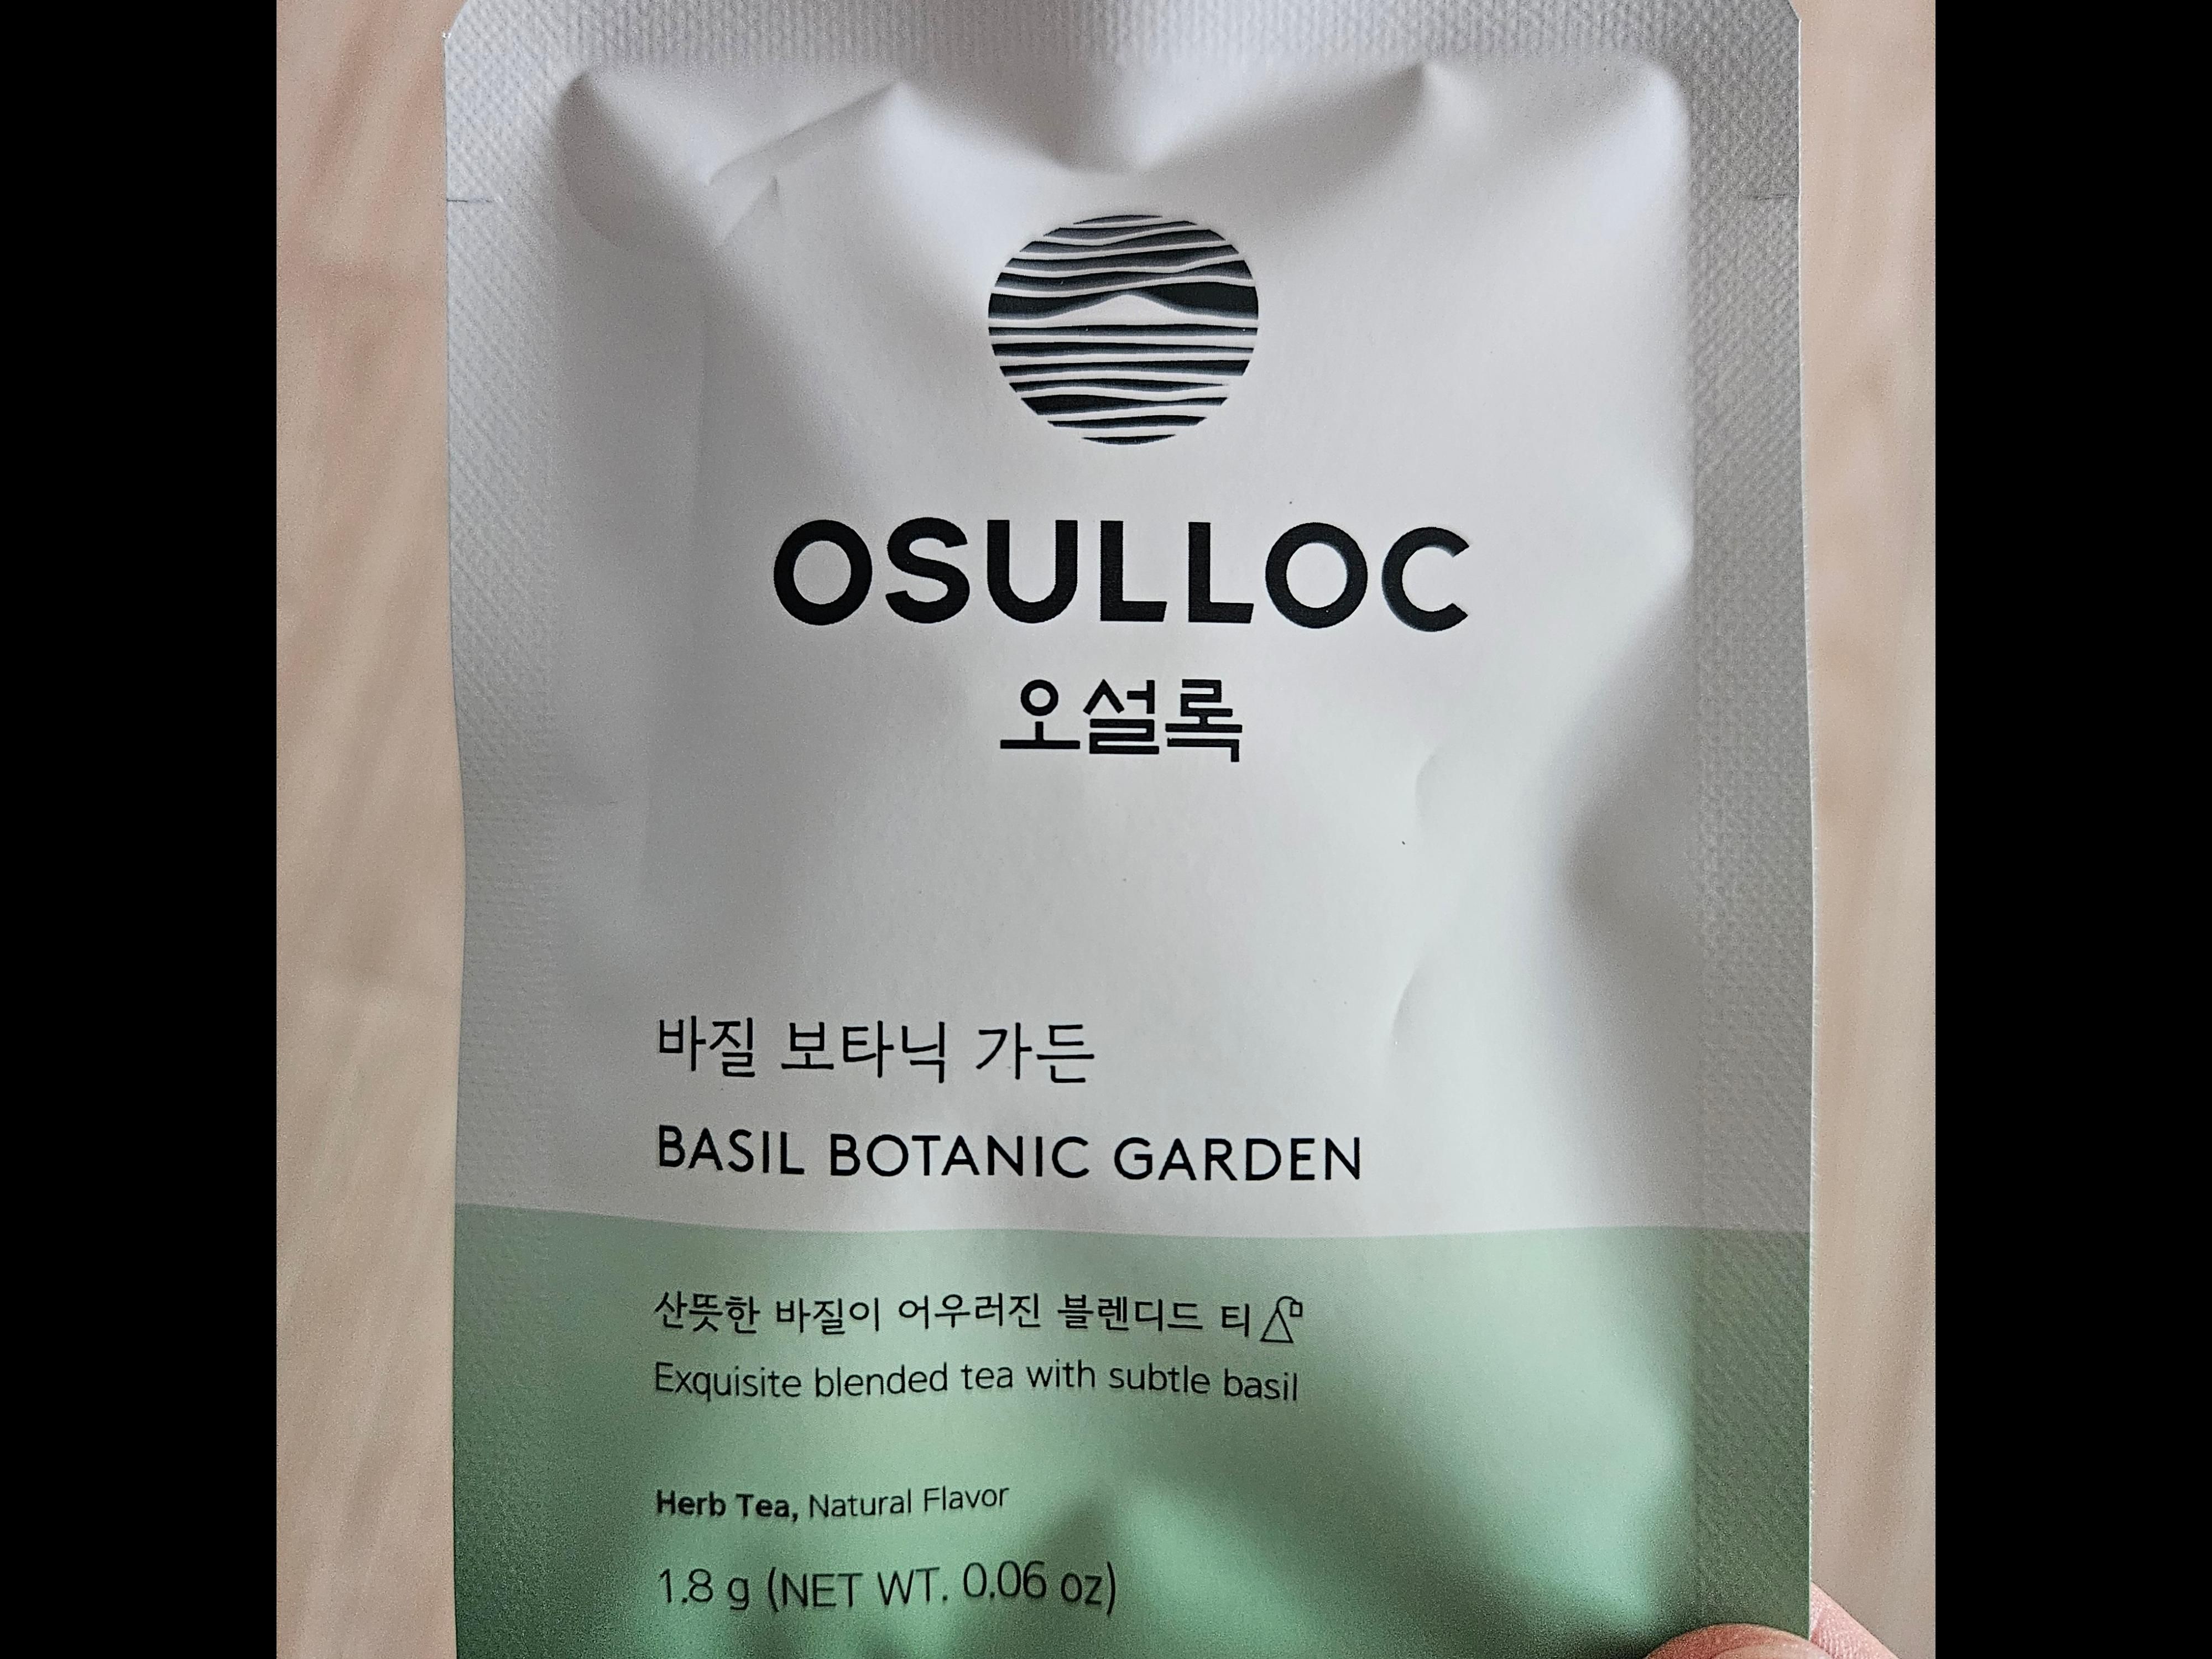 OSULLOC
오설록
바질 보타닉 가든
BASIL BOTANIC GARDEN
산뜻한 바질이 어우러진 블렌디드 티
Exquisite blended tea with subtle basil
Herb Tea, Natural Flavor
1.8 g (NET WT. 0.06 oz)